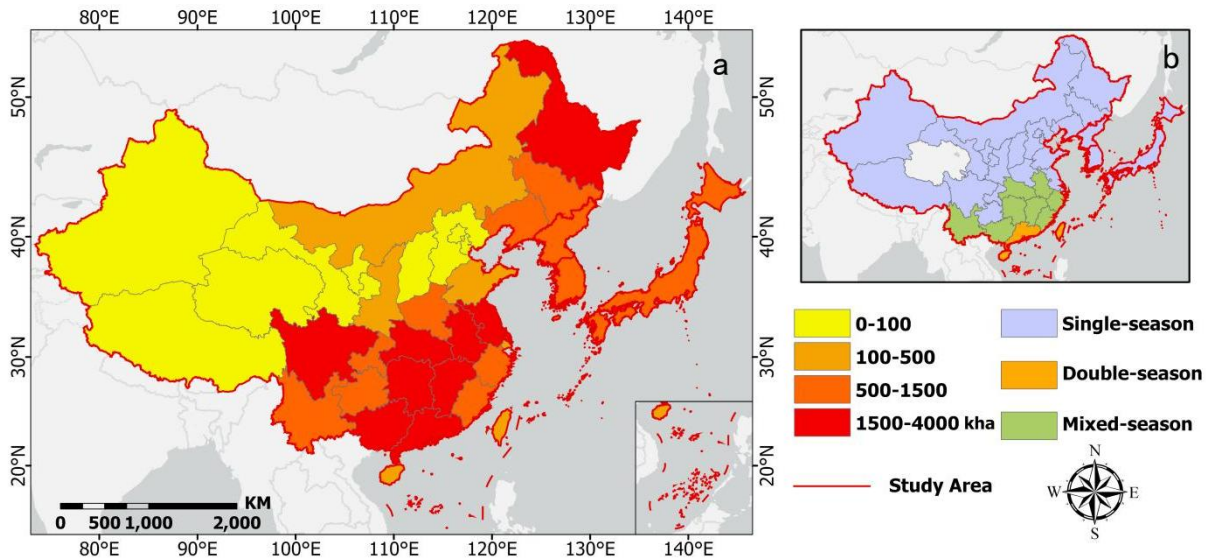 80°E 90°E 100°E 110°E 120°E 130°E 140°E
a
50°N
40°N
30°N
20°N
50°N
40°N
30°N
20°N
KM
0 500 1,000 2,000
80°E 90°E 100°E 110°E 120°E 130°E 140°E
b
0-100
100-500
500-1500
1500-4000 kha
Single-season
Double-season
Mixed-season
Study Area
N
W E
S